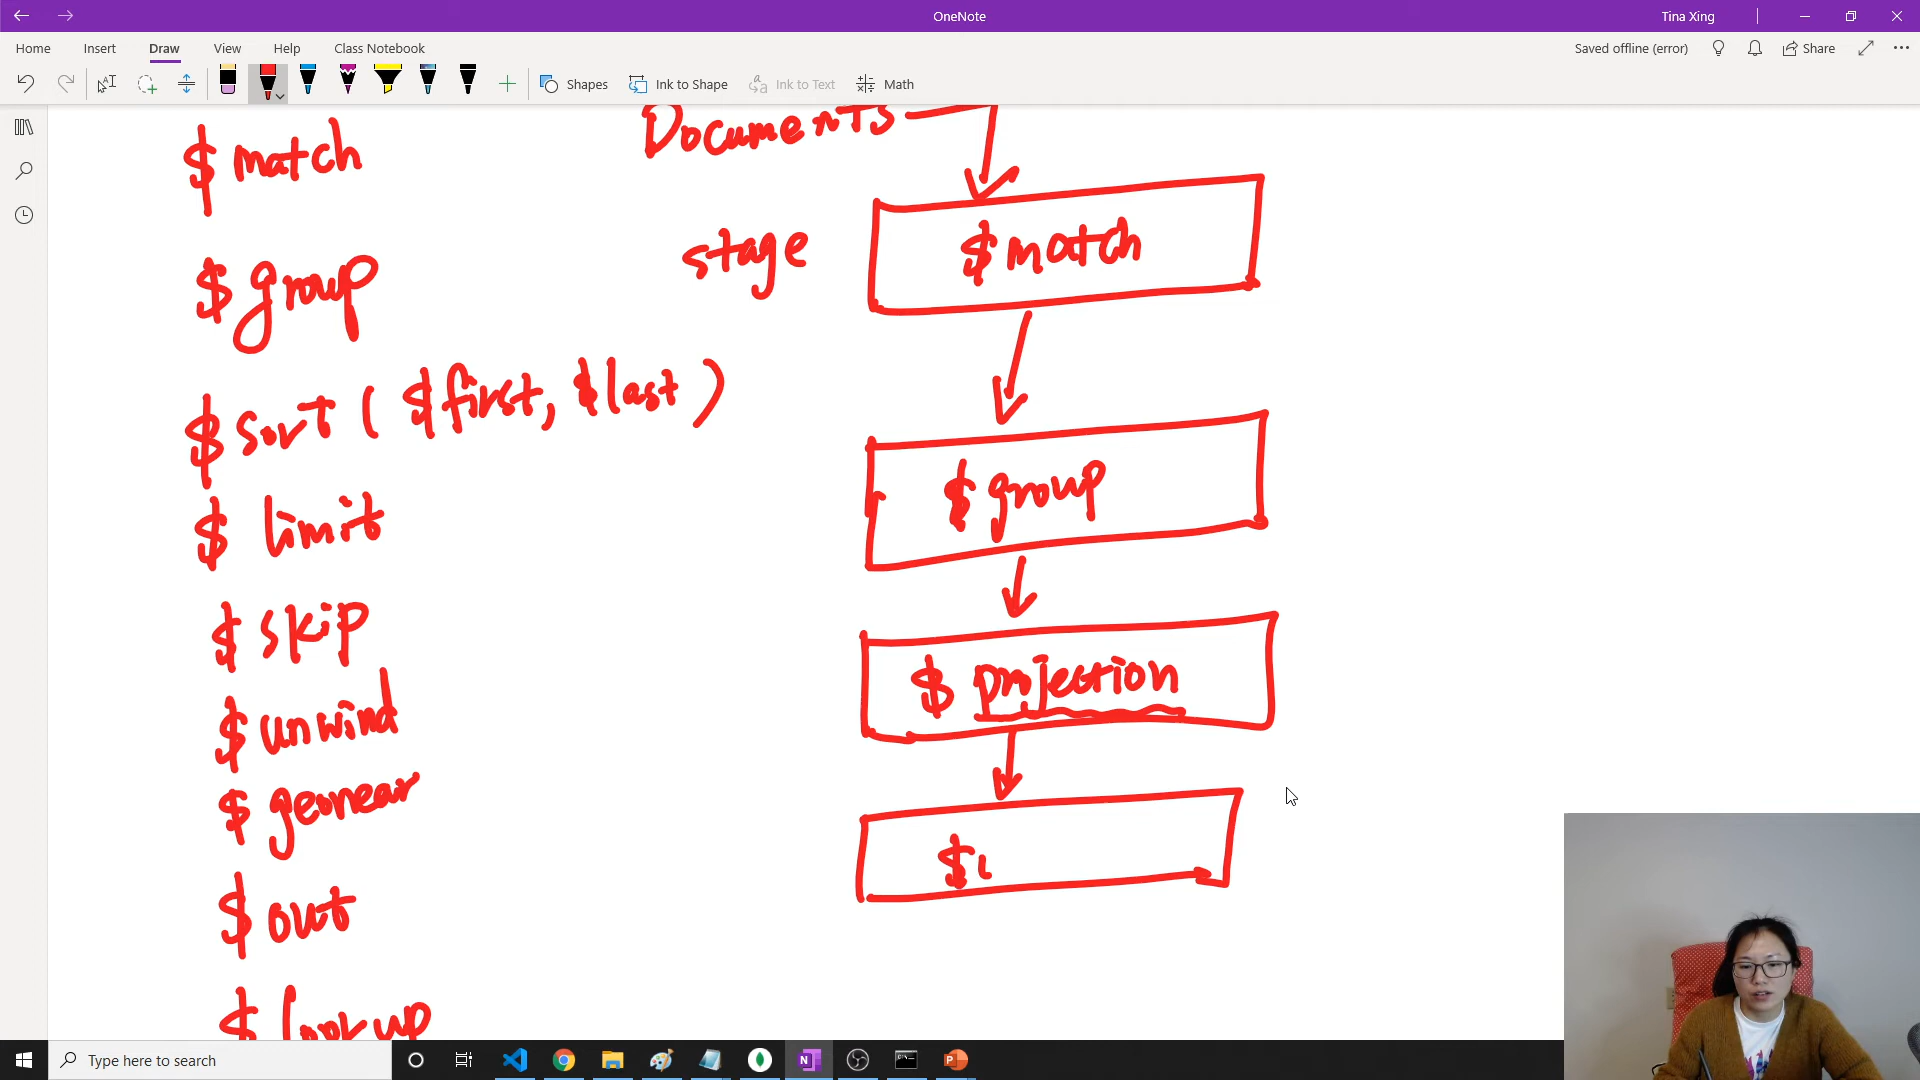 OneNote
Tina Xing
Home Insert Draw View Help Class Notebook
Saved offline (error)
Share
Shapes
Ink to Shape
Ink to Text
Math
Documents
$ match
stage
$ match
$ group
$ sort ( $first, $last )
$ group
$ limit
$ skip
$ projection
$ unwind
$ geonear
$ı
$ out
$ lookup
Type here to search